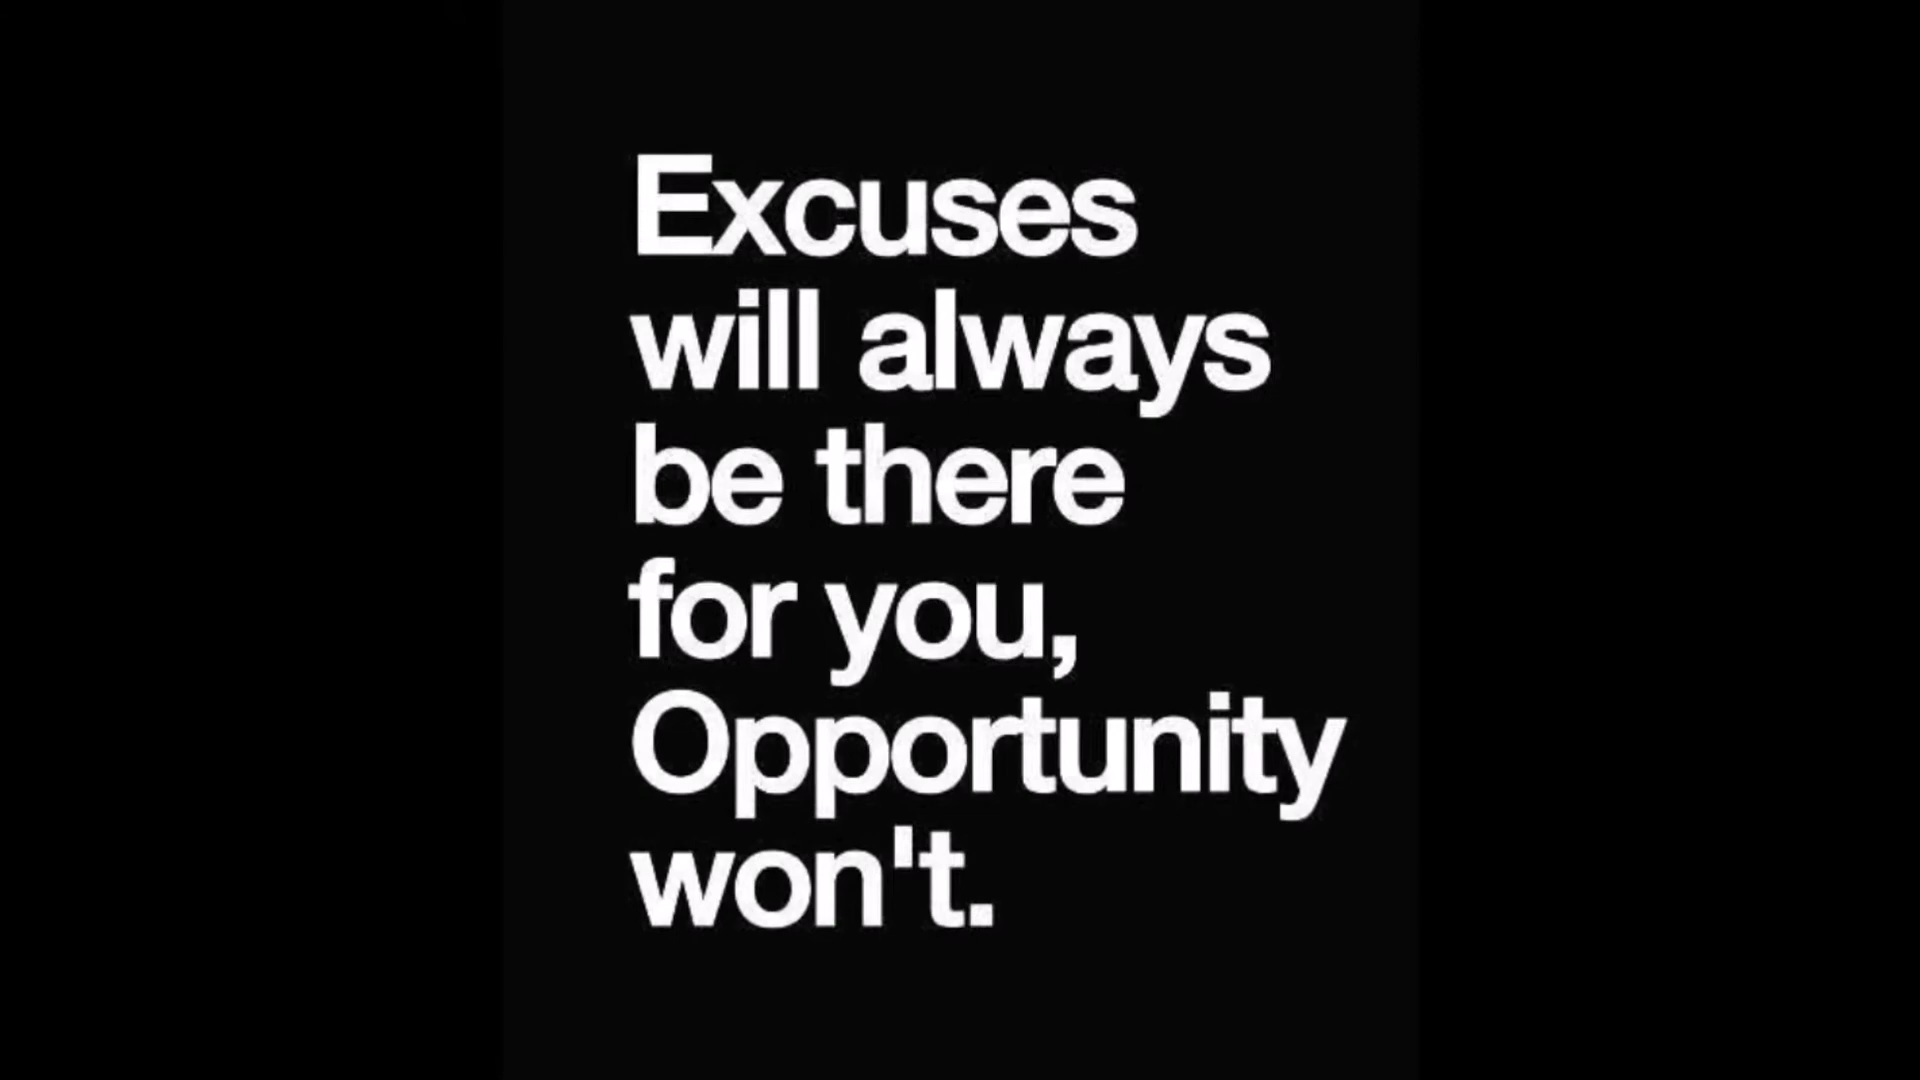 Excuses
will always
be there
for you,
Opportunity
won't.